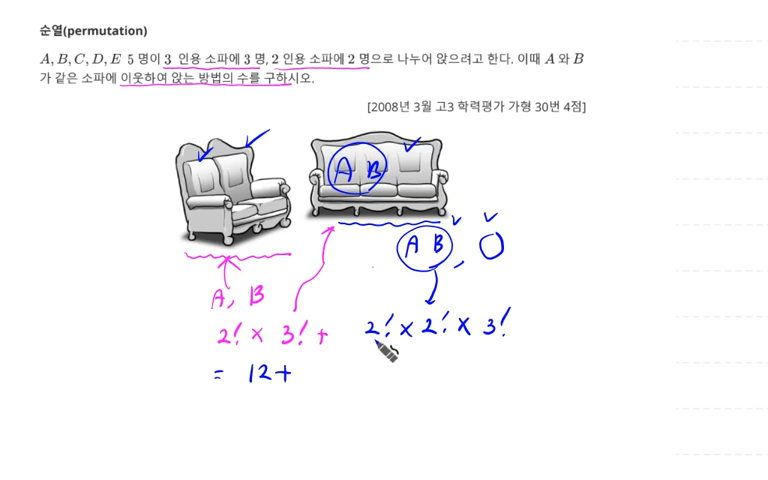 순열(permutation)
A, B, C, D, E 5 명이 3 인용 소파에 3 명, 2 인용 소파에 2 명으로 나누어 앉으려고 한다. 이때 A 와 B
가 같은 소파에 이웃하여 앉는 방법의 수를 구하시오.
[2008년 3월 고3 학력평가 가형 30번 4점]
A B
A B , ○
A, B
2! × 3! + 2! × 2! × 3!
= 12 +